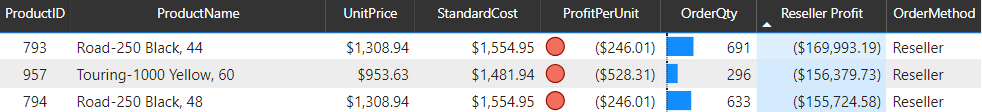 ProductID ProductName UnitPrice StandardCost ProfitPerUnit OrderQty Reseller Profit OrderMethod
793 Road-250 Black, 44 $1,308.94 $1,554.95 ($246.01) 691 ($169,993.19) Reseller
957 Touring-1000 Yellow, 60 $953.63 $1,481.94 ($528.31) 296 ($156,379.73) Reseller
794 Road-250 Black, 48 $1,308.94 $1,554.95 ($246.01) 633 ($155,724.58) Reseller